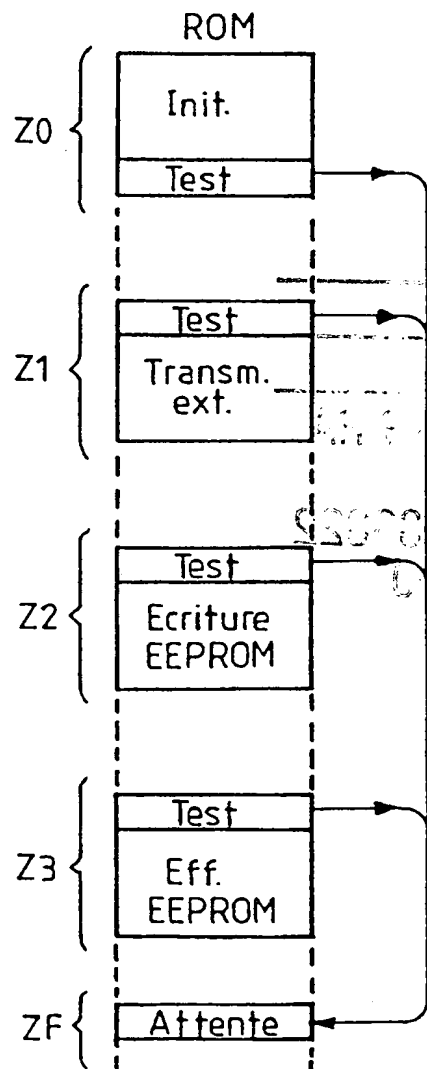 ROM
Z0
Init.
Test
Z1
Test
Transm.
ext.
Z2
Test
Ecriture
EEPROM
Z3
Test
Eff.
EEPROM
ZF
Attente